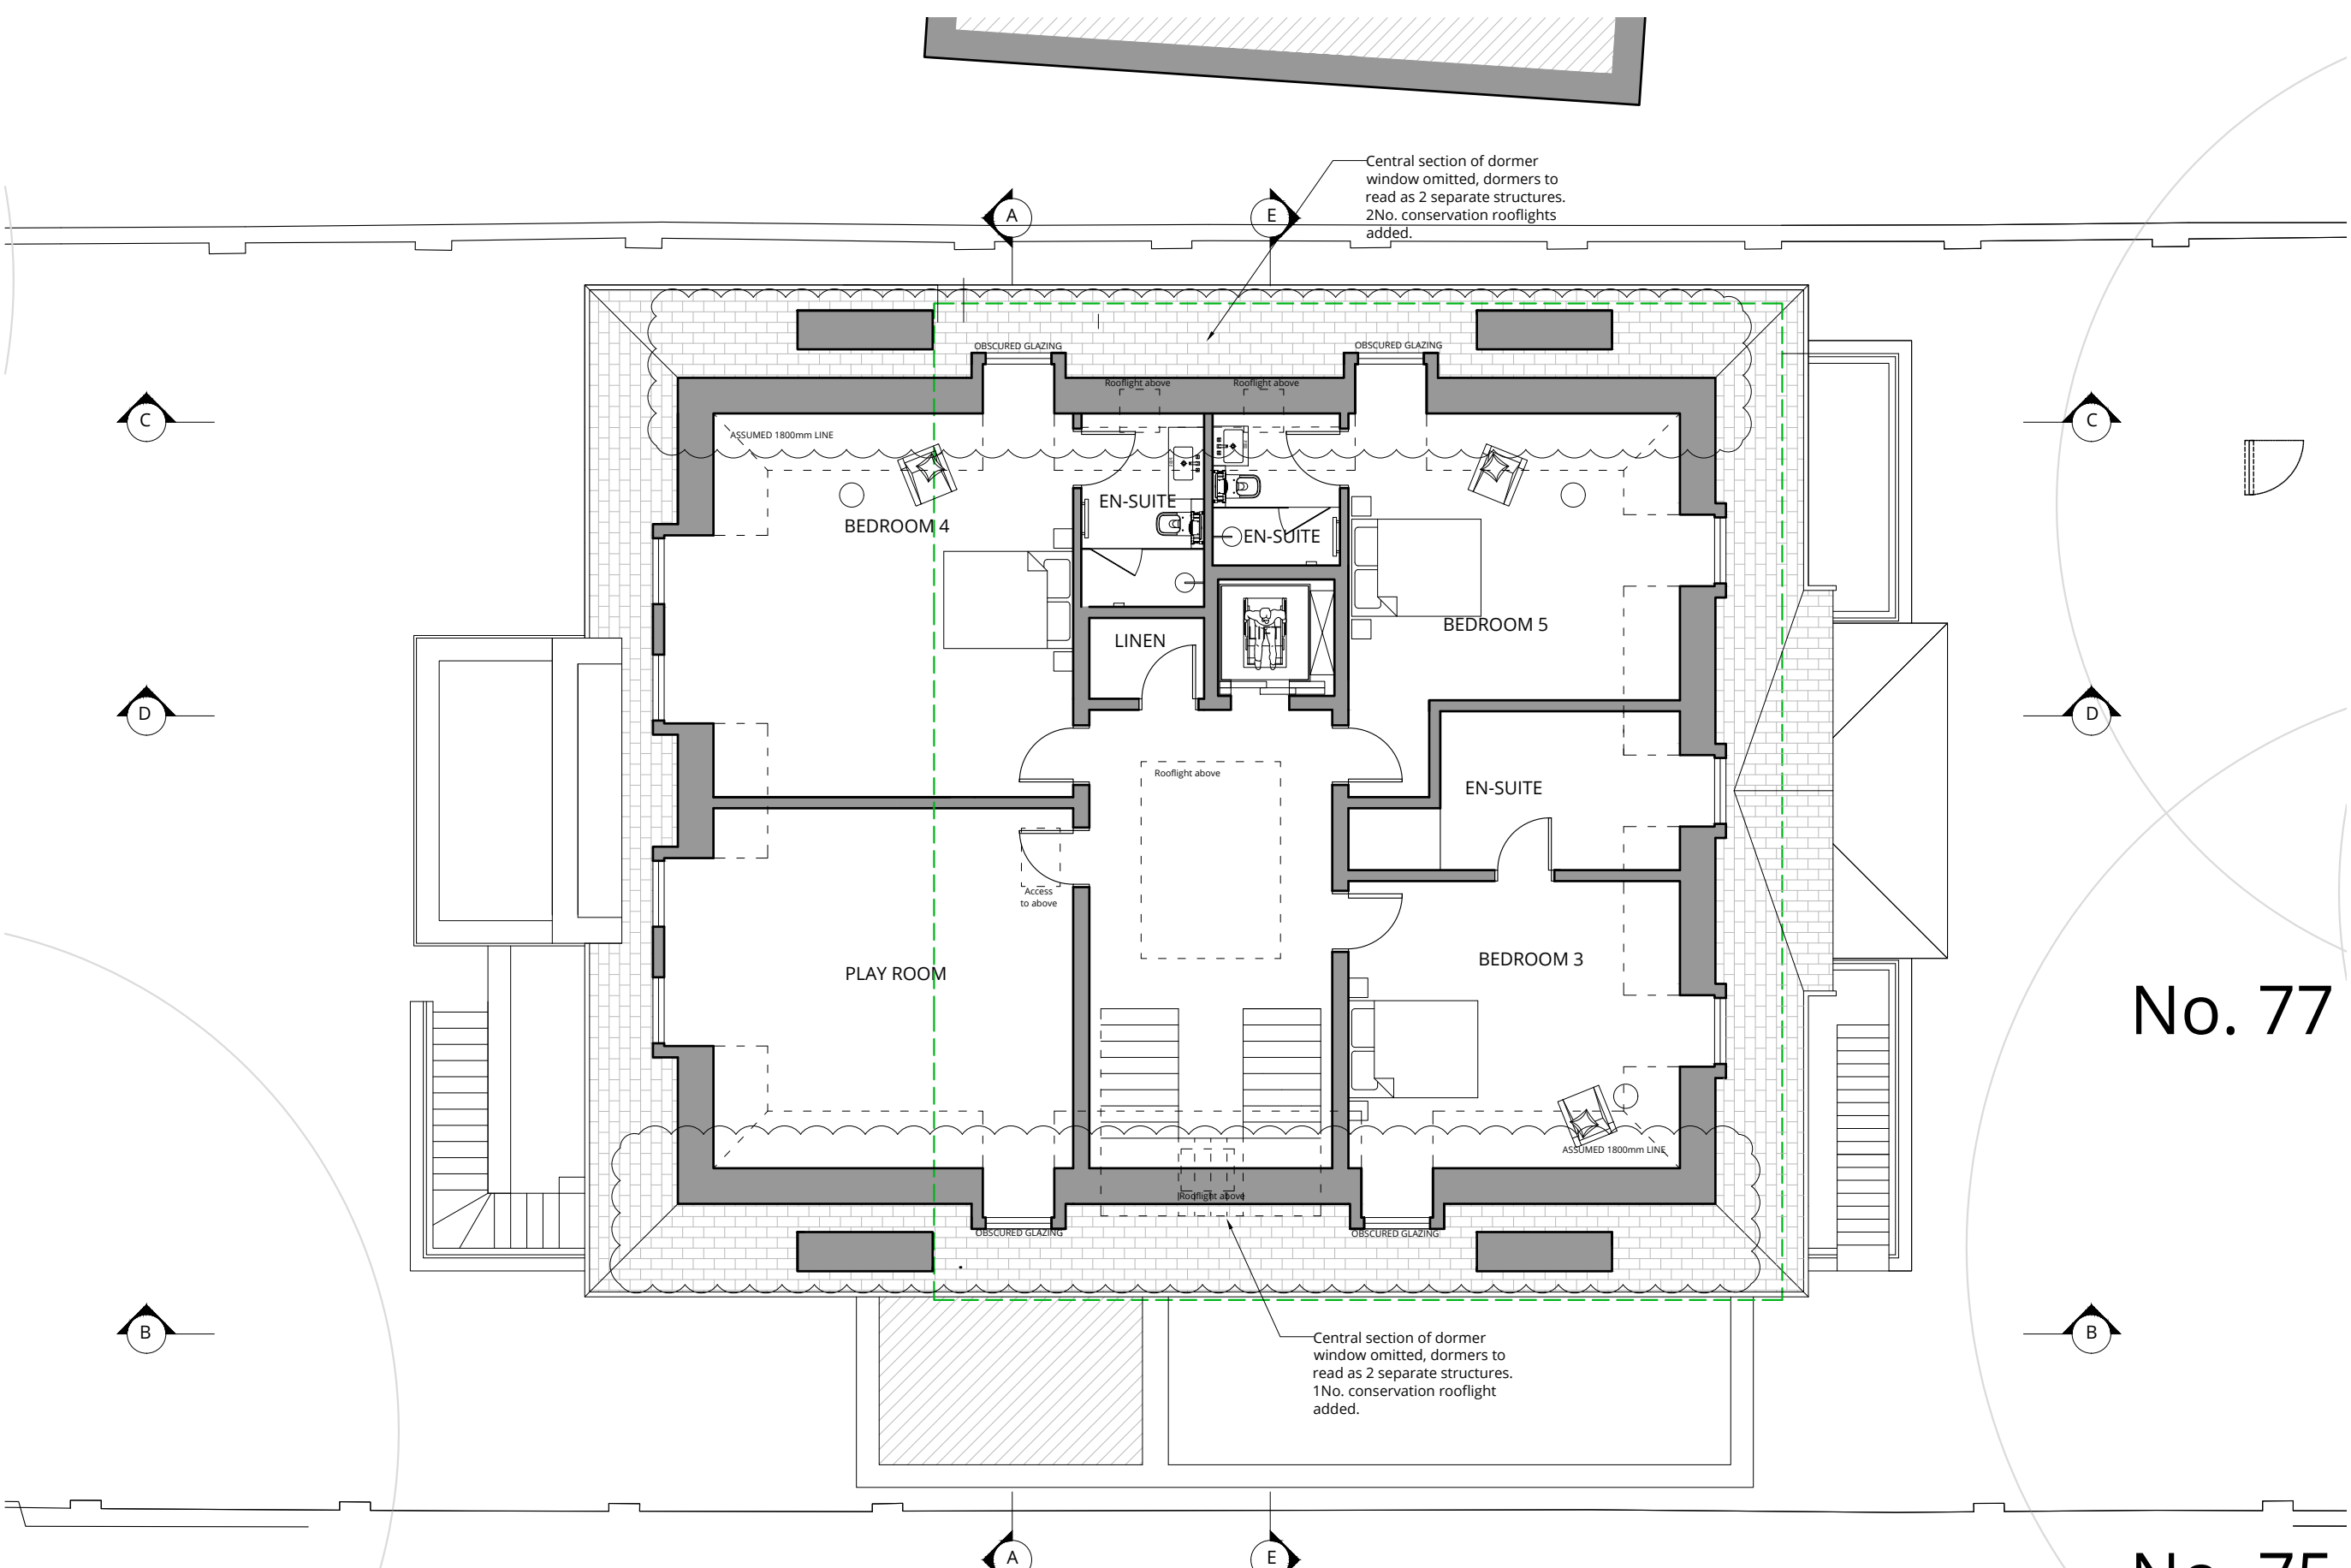 Central section of dormer
window omitted, dormers to
read as 2 separate structures.
2No. conservation rooflights
added.
A
E
OBSCURED GLAZING
OBSCURED GLAZING
Rooflight above
Rooflight above
C
C
ASSUMED 1800mm LINE
EN-SUITE
BEDROOM 4
EN-SUITE
BEDROOM 5
LINEN
D
D
Rooflight above
EN-SUITE
Access
to above
PLAY ROOM
BEDROOM 3
No. 77
ASSUMED 1800mm LINE
Rooflight above
OBSCURED GLAZING
OBSCURED GLAZING
B
B
Central section of dormer
window omitted, dormers to
read as 2 separate structures.
1No. conservation rooflight
added.
A
E
No. 75